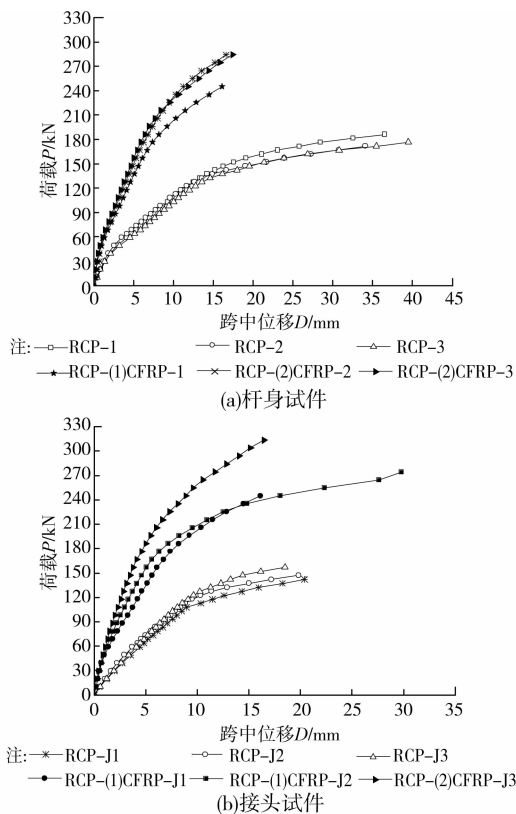 330
300
270
240
210
180
150
120
90
60
30
0
荷载P/kN
0 5 10 15 20 25 30 35 40 45
跨中位移D/mm
注: RCP-1 RCP-2 RCP-3
RCP-(1)CFRP-1 RCP-(2)CFRP-2 RCP-(2)CFRP-3
(a)杆身试件
330
300
270
240
210
180
150
120
90
60
30
0
荷载P/kN
0 5 10 15 20 25 30 35
跨中位移D/mm
注: RCP-J1 RCP-J2 RCP-J3
RCP-(1)CFRP-J1 RCP-(1)CFRP-J2 RCP-(2)CFRP-J3
(b)接头试件